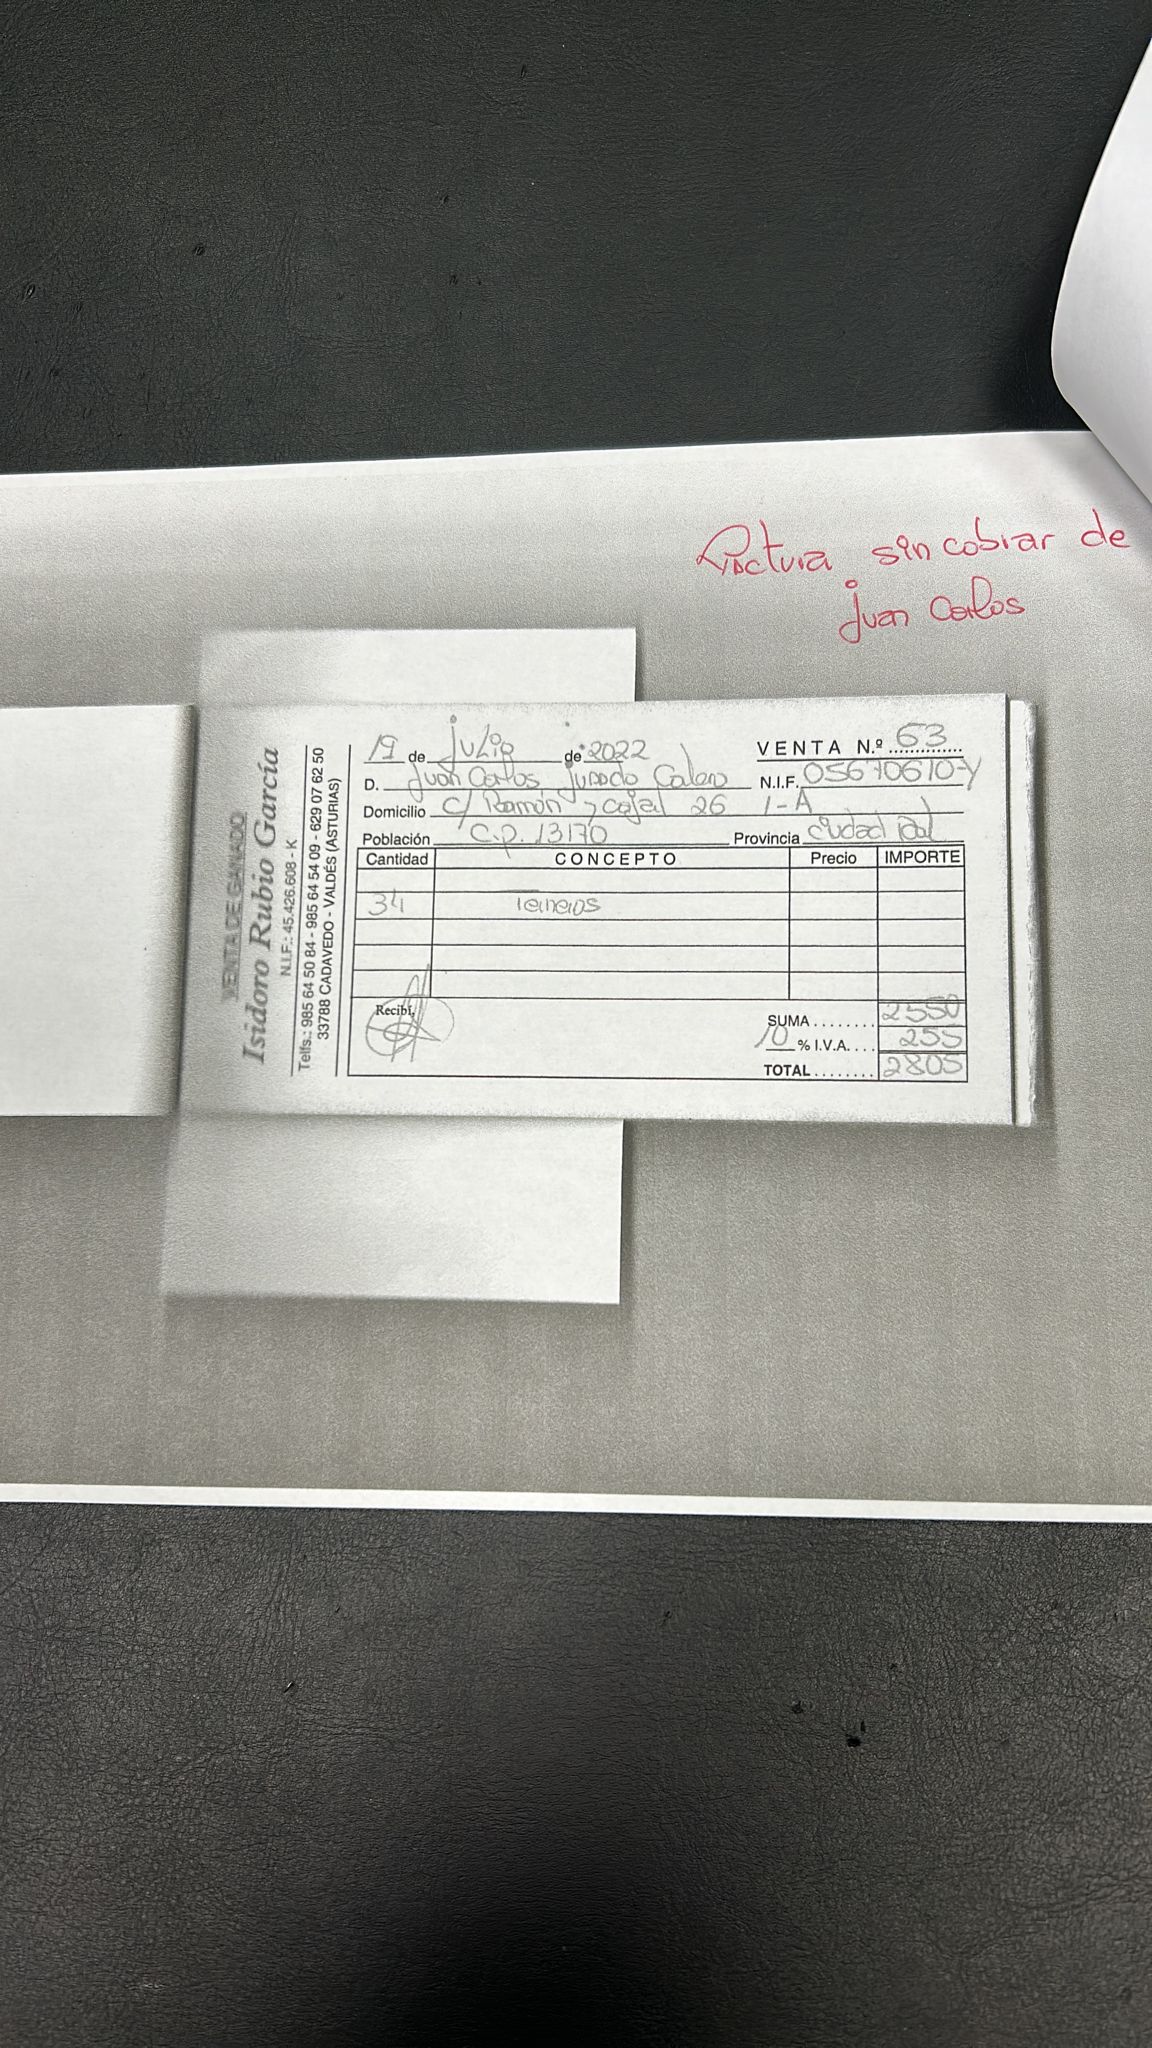 Factura sin cobrar de
Juan Carlos
VENTA DE GANADO
Isidoro Rubio García
N.I.F.: 45.426.608 - K
Telfs.: 985 64 50 84 - 985 64 54 09 - 629 07 62 50
33788 CADAVEDO - VALDÉS (ASTURIAS)
19 de Julio de 2022 VENTA N.º 63
D. Juan Carlos Jurado Calero N.I.F. 05670610-Y
Domicilio C/ Ramón y Cajal 26 1-A
Población C.P. 13170 Provincia Ciudad Real
Cantidad CONCEPTO Precio IMPORTE
34 Terneros
Recibí,
SUMA........ 2550
10 % I.V.A.... 255
TOTAL........ 2805